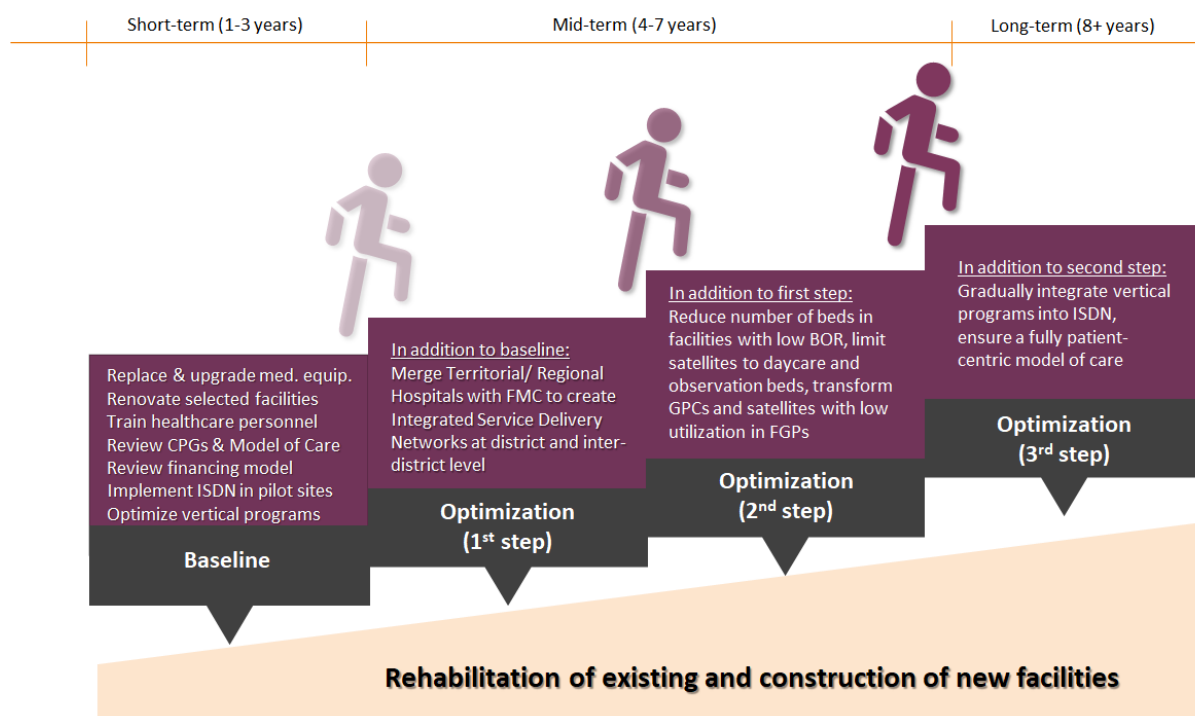 Short-term (1-3 years)
Mid-term (4-7 years)
Long-term (8+ years)
Replace & upgrade med. equip.
Renovate selected facilities
Train healthcare personnel
Review CPGs & Model of Care
Review financing model
Implement ISDN in pilot sites
Optimize vertical programs
Baseline
In addition to baseline:
Merge Territorial/ Regional
Hospitals with FMC to create
Integrated Service Delivery
Networks at district and inter-
district level
Optimization
(1st step)
In addition to first step:
Reduce number of beds in
facilities with low BOR, limit
satellites to daycare and
observation beds, transform
GPCs and satellites with low
utilization in FGPs
Optimization
(2nd step)
In addition to second step:
Gradually integrate vertical
programs into ISDN,
ensure a fully patient-
centric model of care
Optimization
(3rd step)
Rehabilitation of existing and construction of new facilities